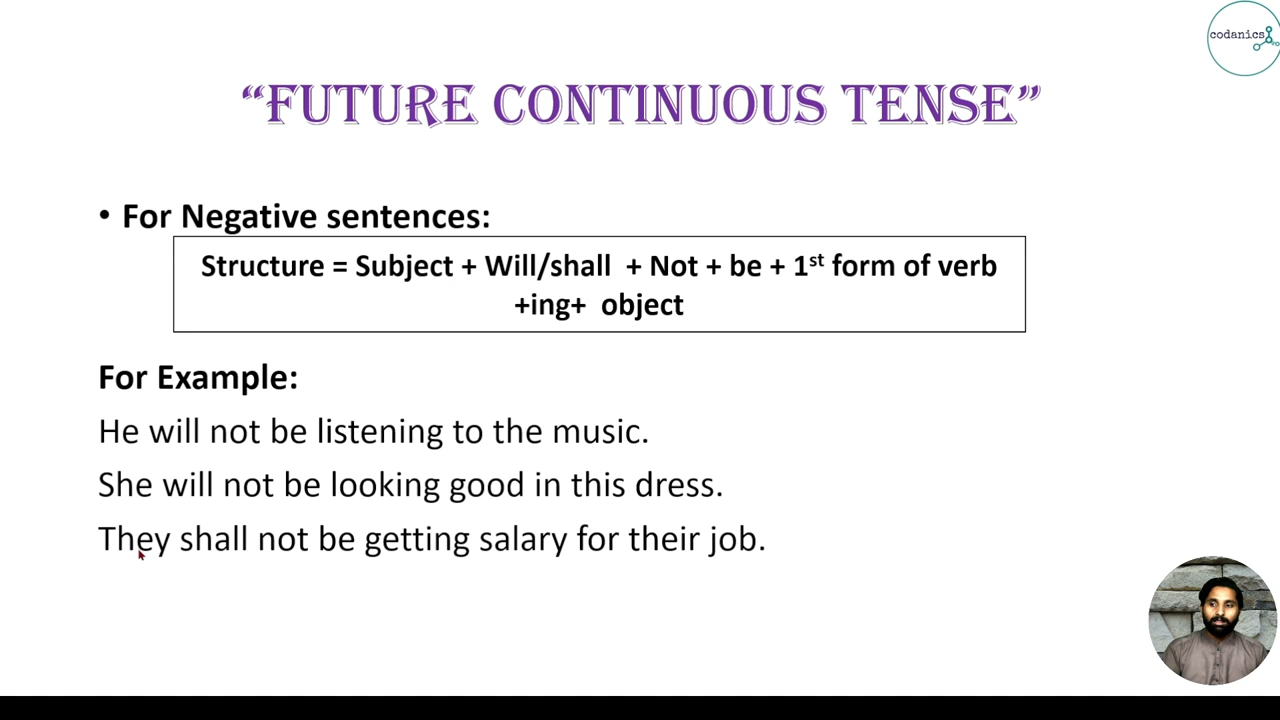 codanics
“FUTURE CONTINUOUS TENSE”
• For Negative sentences:
Structure = Subject + Will/shall + Not + be + 1st form of verb
+ing+ object
For Example:
He will not be listening to the music.
She will not be looking good in this dress.
They shall not be getting salary for their job.